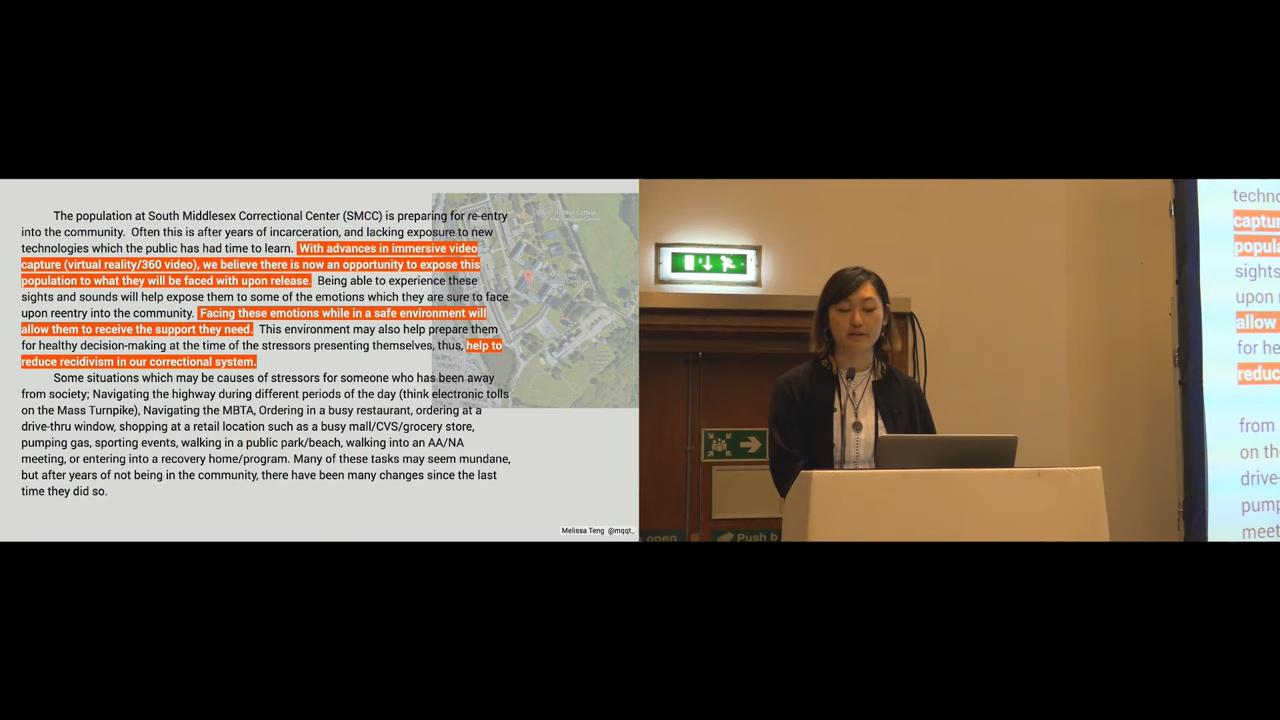 The population at South Middlesex Correctional Center (SMCC) is preparing for re-entry
into the community. Often this is after years of incarceration, and lacking exposure to new
technologies which the public has had time to learn. With advances in immersive video
capture (virtual reality/360 video), we believe there is now an opportunity to expose this
population to what they will be faced with upon release. Being able to experience these
sights and sounds will help expose them to some of the emotions which they are sure to face
upon reentry into the community. Facing these emotions while in a safe environment will
allow them to receive the support they need. This environment may also help prepare them
for healthy decision-making at the time of the stressors presenting themselves, thus, help to
reduce recidivism in our correctional system.
Some situations which may be causes of stressors for someone who has been away
from society; Navigating the highway during different periods of the day (think electronic tolls
on the Mass Turnpike), Navigating the MBTA, Ordering in a busy restaurant, ordering at a
drive-thru window, shopping at a retail location such as a busy mall/CVS/grocery store,
pumping gas, sporting events, walking in a public park/beach, walking into an AA/NA
meeting, or entering into a recovery home/program. Many of these tasks may seem mundane,
but after years of not being in the community, there have been many changes since the last
time they did so.
Melissa Teng @mqqt_
open
Push b
techno
captur
popula
sights
upon r
allow
for he
reduc
from
on the
drive-
pump
meet